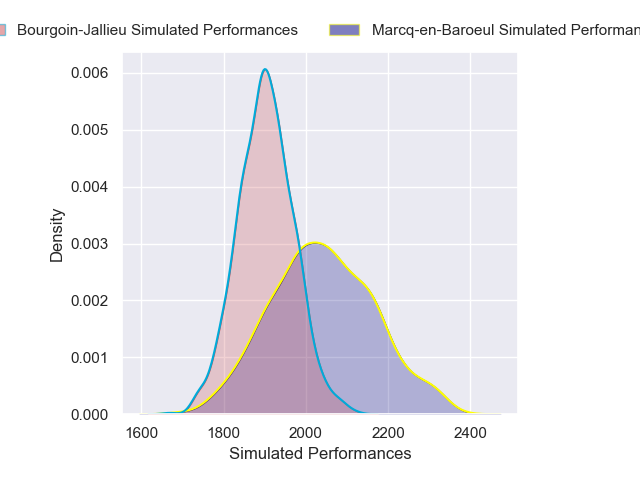 Bourgoin-Jallieu Simulated Performances
Marcq-en-Baroeul Simulated
0.006
0.005
0.004
0.003
0.002
0.001
0.000
Density
1600 1800 2000 2200 2400
Simulated Performances